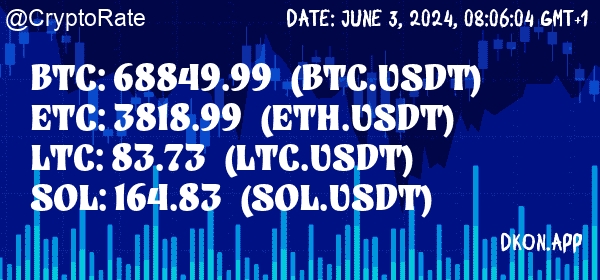 @CryptoRate
DATE: JUNE 3, 2024, 08:06:04 GMT+1
BTC: 68849.99 (BTC.USDT)
ETC: 3818.99 (ETH.USDT)
LTC: 83.73 (LTC.USDT)
SOL: 164.83 (SOL.USDT)
DKON.APP